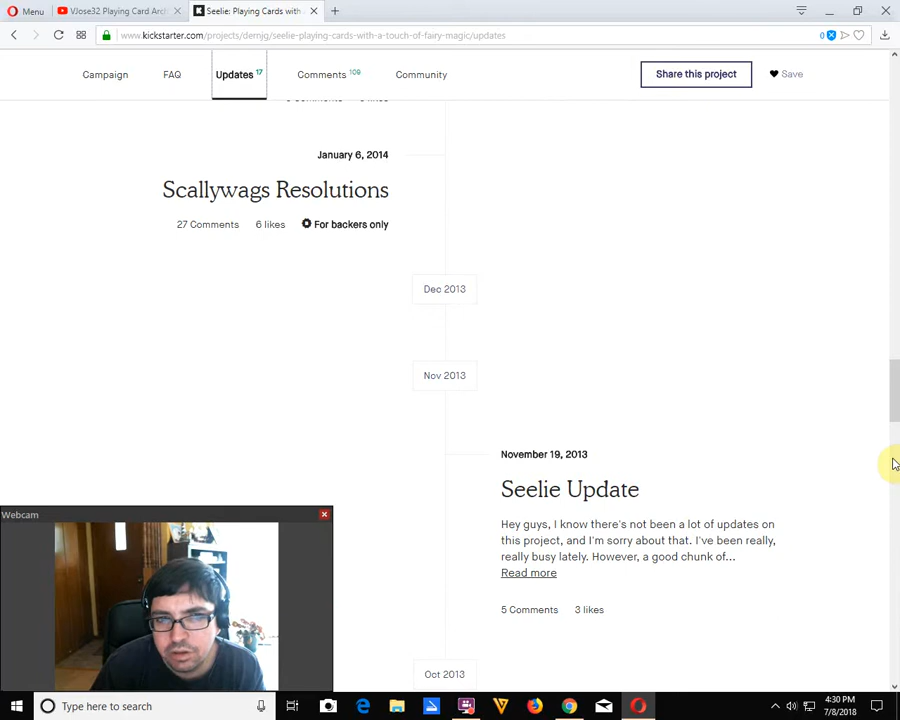 Menu
VJose32 Playing Card Arch
Seelie: Playing Cards with
www.kickstarter.com/projects/dernjg/seelie-playing-cards-with-a-touch-of-fairy-magic/updates
0
Campaign
FAQ
Updates 17
Comments 109
Community
Share this project
Save
January 6, 2014
Scallywags Resolutions
27 Comments
6 likes
For backers only
Dec 2013
Nov 2013
November 19, 2013
Seelie Update
Hey guys, I know there's not been a lot of updates on
this project, and I'm sorry about that. I've been really,
really busy lately. However, a good chunk of...
Read more
5 Comments
3 likes
Oct 2013
Webcam
Type here to search
4:30 PM
7/8/2018